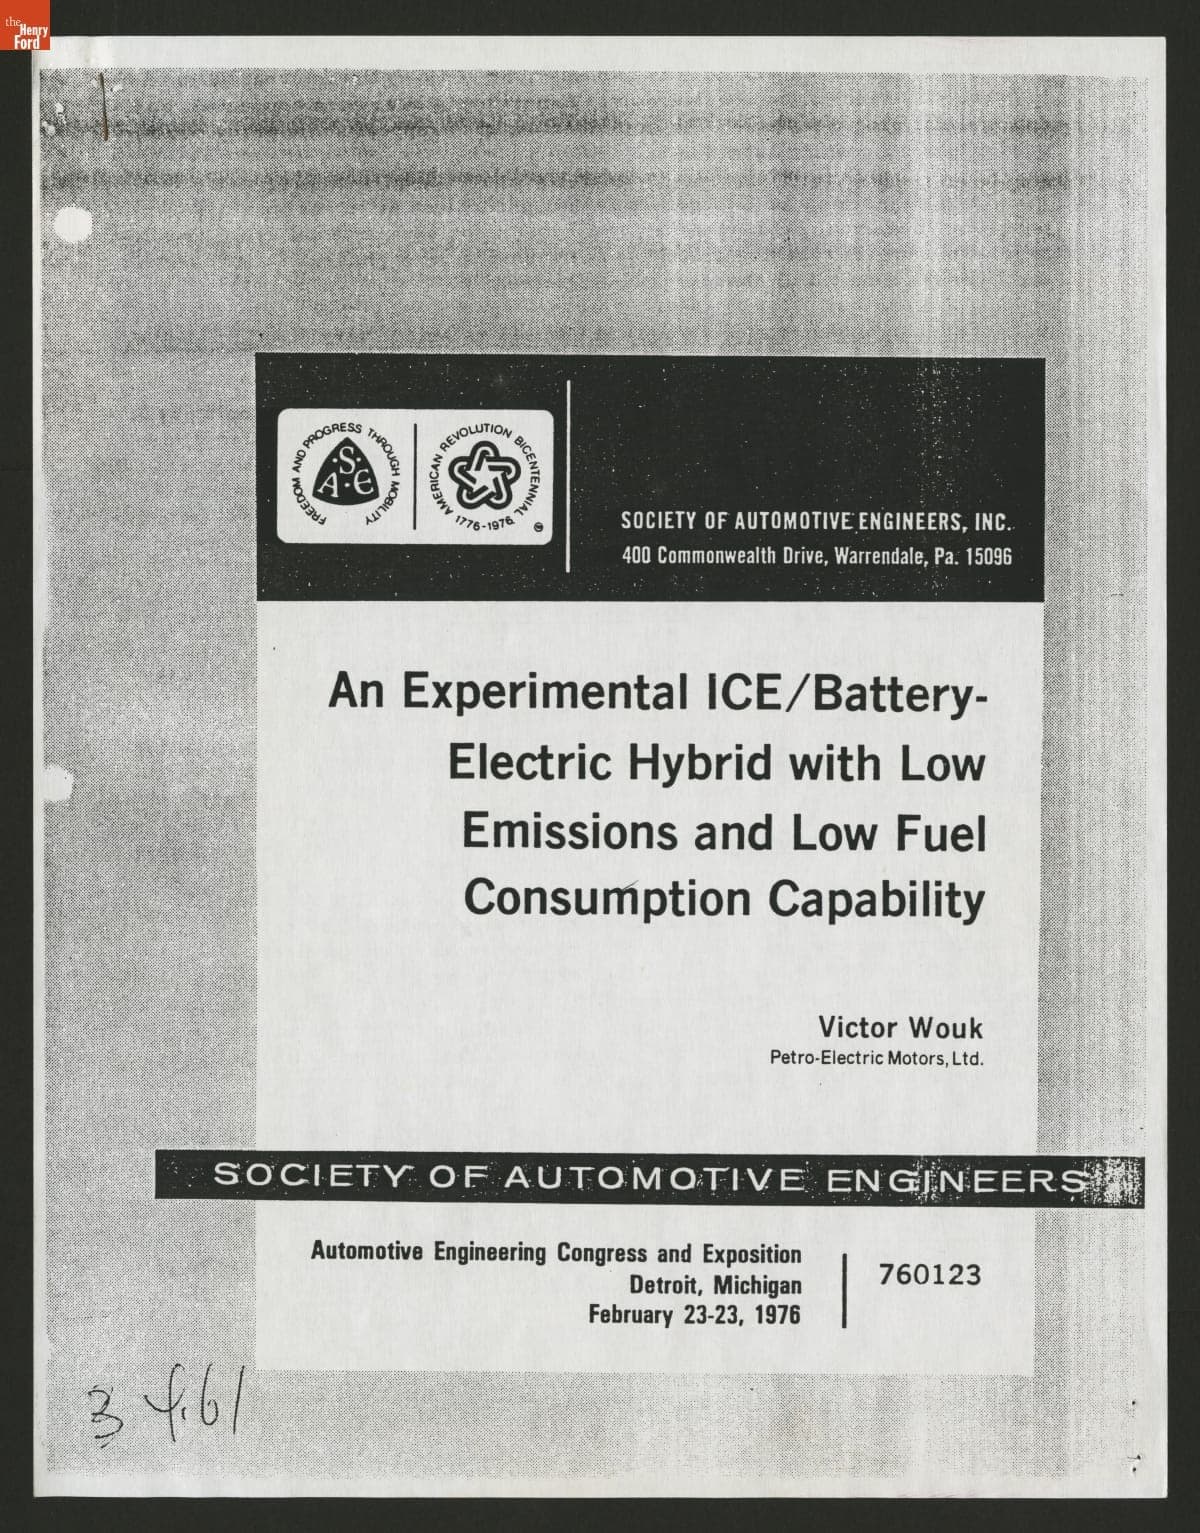 the
Henry
Ford
FREEDOM AND PROGRESS THROUGH MOBILITY
S
A·E
AMERICAN REVOLUTION BICENTENNIAL
1776-1976
SOCIETY OF AUTOMOTIVE ENGINEERS, INC.
400 Commonwealth Drive, Warrendale, Pa. 15096
An Experimental ICE/Battery-
Electric Hybrid with Low
Emissions and Low Fuel
Consumption Capability
Victor Wouk
Petro-Electric Motors, Ltd.
SOCIETY OF AUTOMOTIVE ENGINEERS
Automotive Engineering Congress and Exposition
Detroit, Michigan
February 23-23, 1976
760123